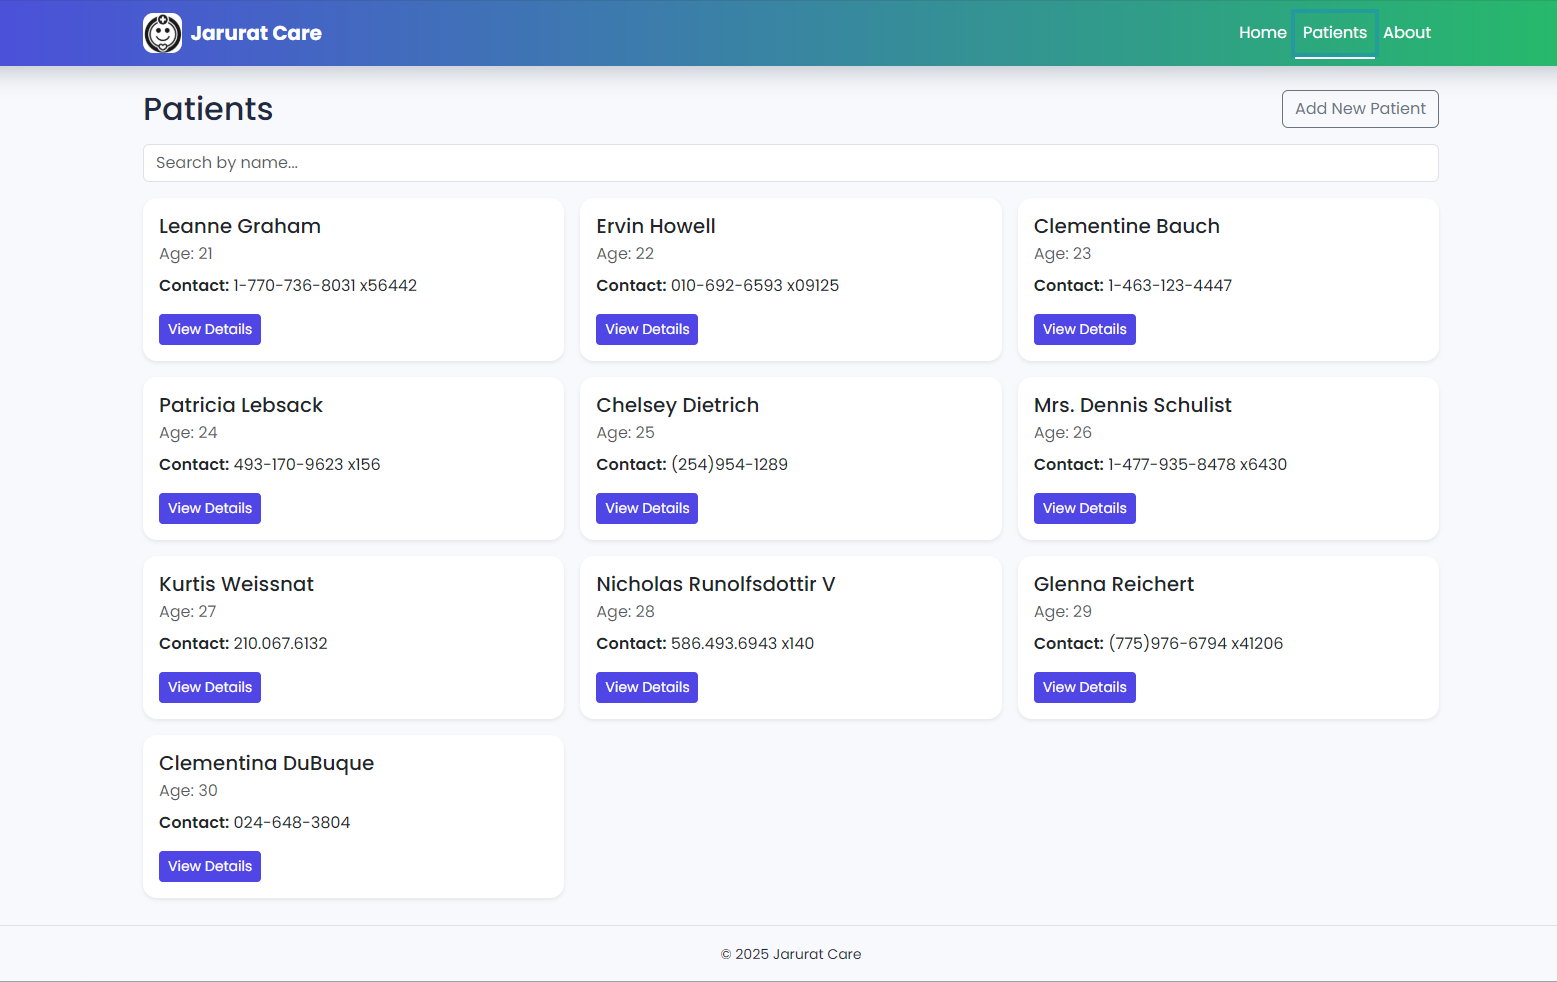 Jarurat Care
Home Patients About
Patients
Add New Patient
Search by name...
Leanne Graham
Age: 21
Contact: 1-770-736-8031 x56442
View Details
Ervin Howell
Age: 22
Contact: 010-692-6593 x09125
View Details
Clementine Bauch
Age: 23
Contact: 1-463-123-4447
View Details
Patricia Lebsack
Age: 24
Contact: 493-170-9623 x156
View Details
Chelsey Dietrich
Age: 25
Contact: (254)954-1289
View Details
Mrs. Dennis Schulist
Age: 26
Contact: 1-477-935-8478 x6430
View Details
Kurtis Weissnat
Age: 27
Contact: 210.067.6132
View Details
Nicholas Runolfsdottir V
Age: 28
Contact: 586.493.6943 x140
View Details
Glenna Reichert
Age: 29
Contact: (775)976-6794 x41206
View Details
Clementina DuBuque
Age: 30
Contact: 024-648-3804
View Details
© 2025 Jarurat Care